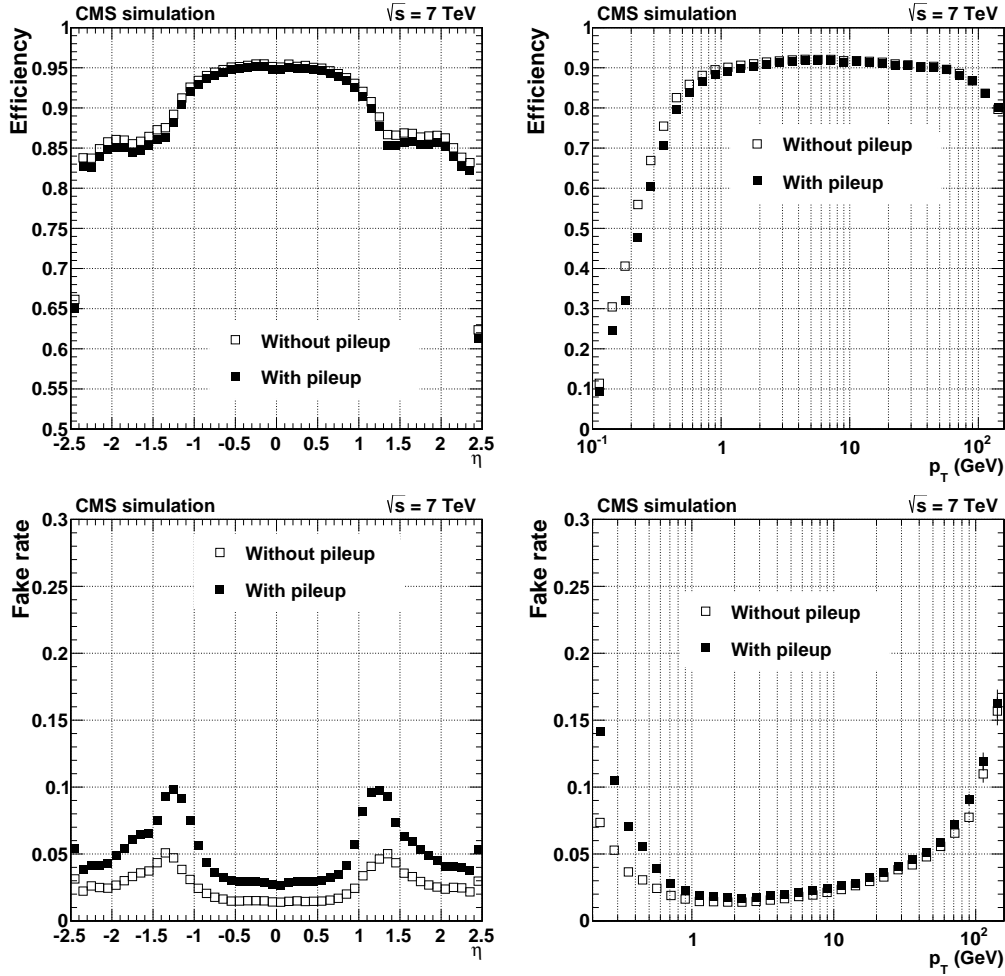 CMS simulation √s = 7 TeV
Efficiency
1
0.95
0.9
0.85
0.8
0.75
0.7
0.65
0.6
0.55
0.5
Without pileup
With pileup
-2.5 -2 -1.5 -1 -0.5 0 0.5 1 1.5 2 2.5
η
CMS simulation √s = 7 TeV
Efficiency
1
0.9
0.8
0.7
0.6
0.5
0.4
0.3
0.2
0.1
0
Without pileup
With pileup
10⁻¹ 1 10 10²
p_T (GeV)
CMS simulation √s = 7 TeV
Fake rate
0.3
0.25
0.2
0.15
0.1
0.05
0
Without pileup
With pileup
-2.5 -2 -1.5 -1 -0.5 0 0.5 1 1.5 2 2.5
η
CMS simulation √s = 7 TeV
Fake rate
0.3
0.25
0.2
0.15
0.1
0.05
0
Without pileup
With pileup
1 10 10²
p_T (GeV)